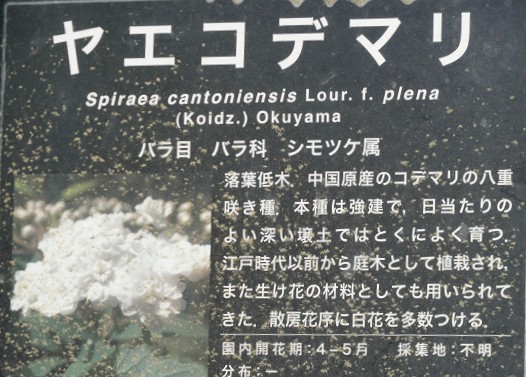 ヤエコデマリ
Spiraea cantoniensis Lour. f. plena
(Koidz.) Okuyama
バラ目 バラ科 シモツケ属
落葉低木．中国原産のコデマリの八重
咲き種．本種は強建で，日当たりの
よい深い壌土ではとくによく育つ．
江戸時代以前から庭木として植栽され，
また生け花の材料としても用いられて
きた．散房花序に白花を多数つける．
園内開花期：4−5月 採集地：不明
分布：ー